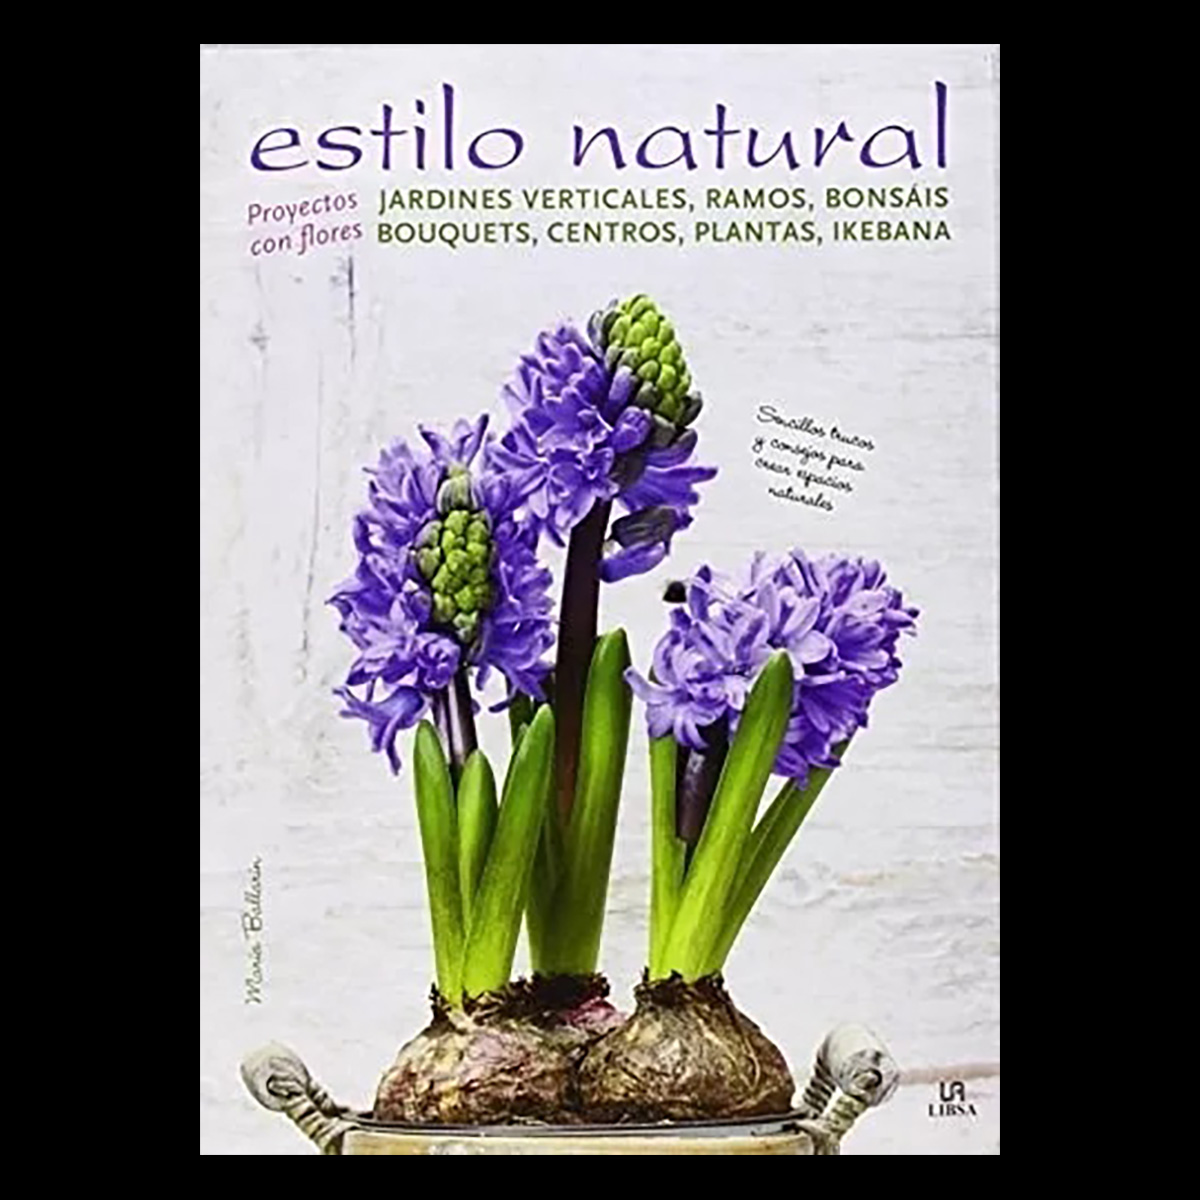 estilo natural
Proyectos
con flores
JARDINES VERTICALES, RAMOS, BONSÁIS
BOUQUETS, CENTROS, PLANTAS, IKEBANA
Sencillos trucos
y consejos para
crear espacios
naturales
María Ballarín
LIBSA